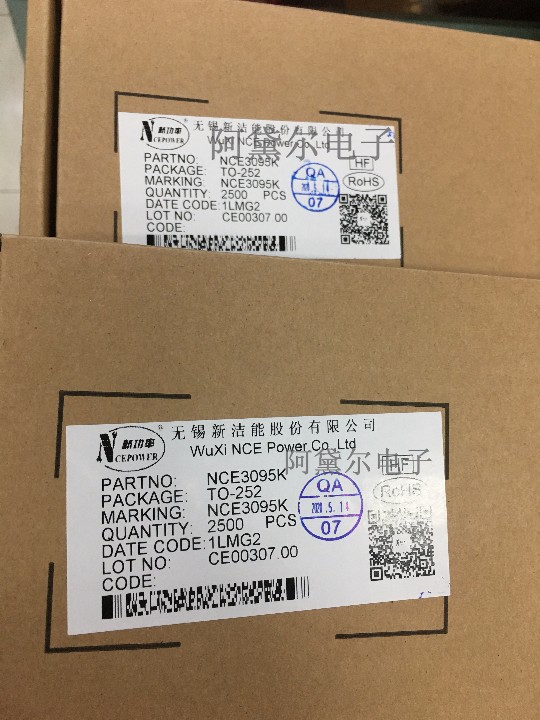 新功率
NCEPOWER
®
无锡新洁能股份有限公司
WuXi NCE Power Co., Ltd
阿黛尔电子
HF
RoHS
PARTNO: NCE3095K
PACKAGE: TO-252
MARKING: NCE3095K
QUANTITY: 2500 PCS
DATE CODE: 1LMG2
LOT NO: CE00307.00
CODE:
QA
07
新功率
NCEPOWER
®
无锡新洁能股份有限公司
WuXi NCE Power Co., Ltd
阿黛尔电子
HF
RoHS
PARTNO: NCE3095K
PACKAGE: TO-252
MARKING: NCE3095K
QUANTITY: 2500 PCS
DATE CODE:1LMG2
LOT NO: CE00307.00
CODE:
QA
07